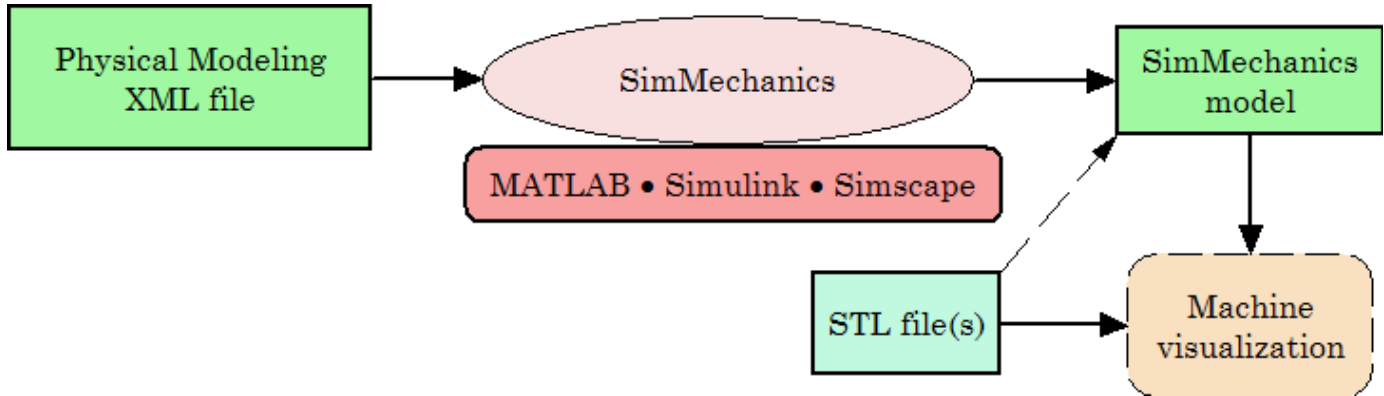 Physical Modeling
XML file
SimMechanics
SimMechanics
model
MATLAB • Simulink • Simscape
STL file(s)
Machine
visualization